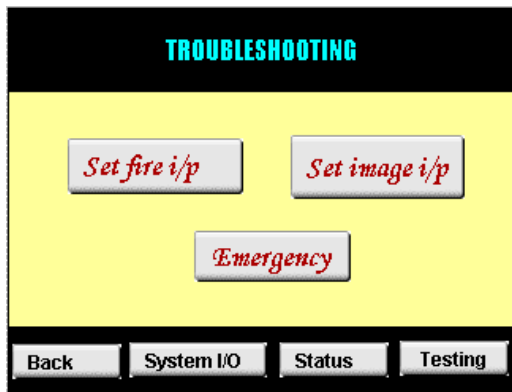 TROUBLESHOOTING
Set fire i/p
Set image i/p
Emergency
Back
System I/O
Status
Testing